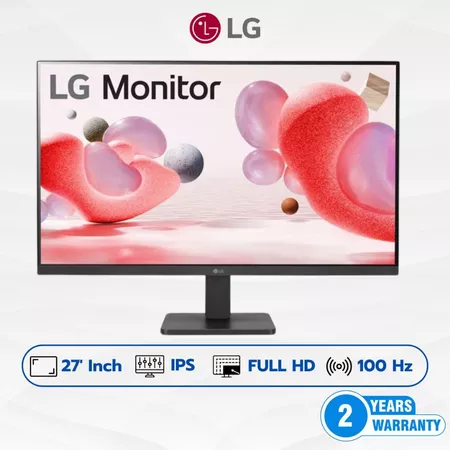 LG
LG Monitor
LG
27' Inch
IPS
FULL HD
100 Hz
2 YEARS
WARRANTY